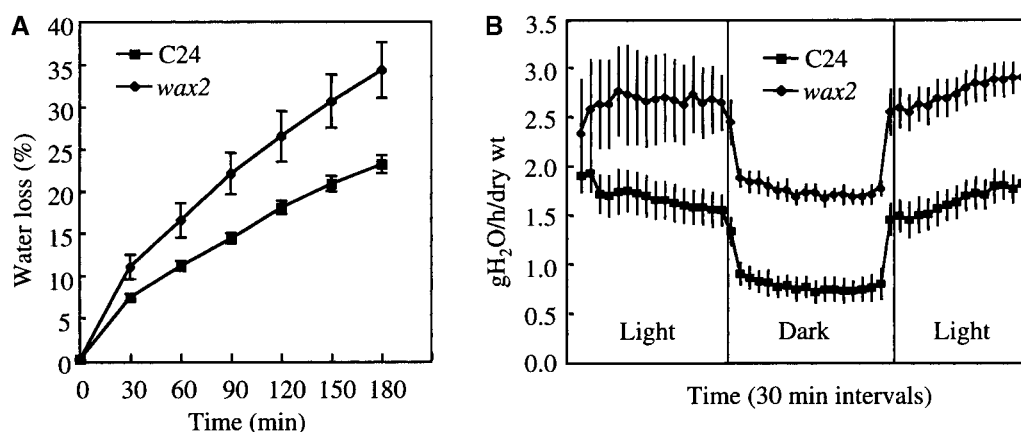 A
C24
wax2
Water loss (%)
40
35
30
25
20
15
10
5
0
0 30 60 90 120 150 180
Time (min)
B
C24
wax2
gH₂O/h/dry wt
3.5
3.0
2.5
2.0
1.5
1.0
0.5
0.0
Light Dark Light
Time (30 min intervals)